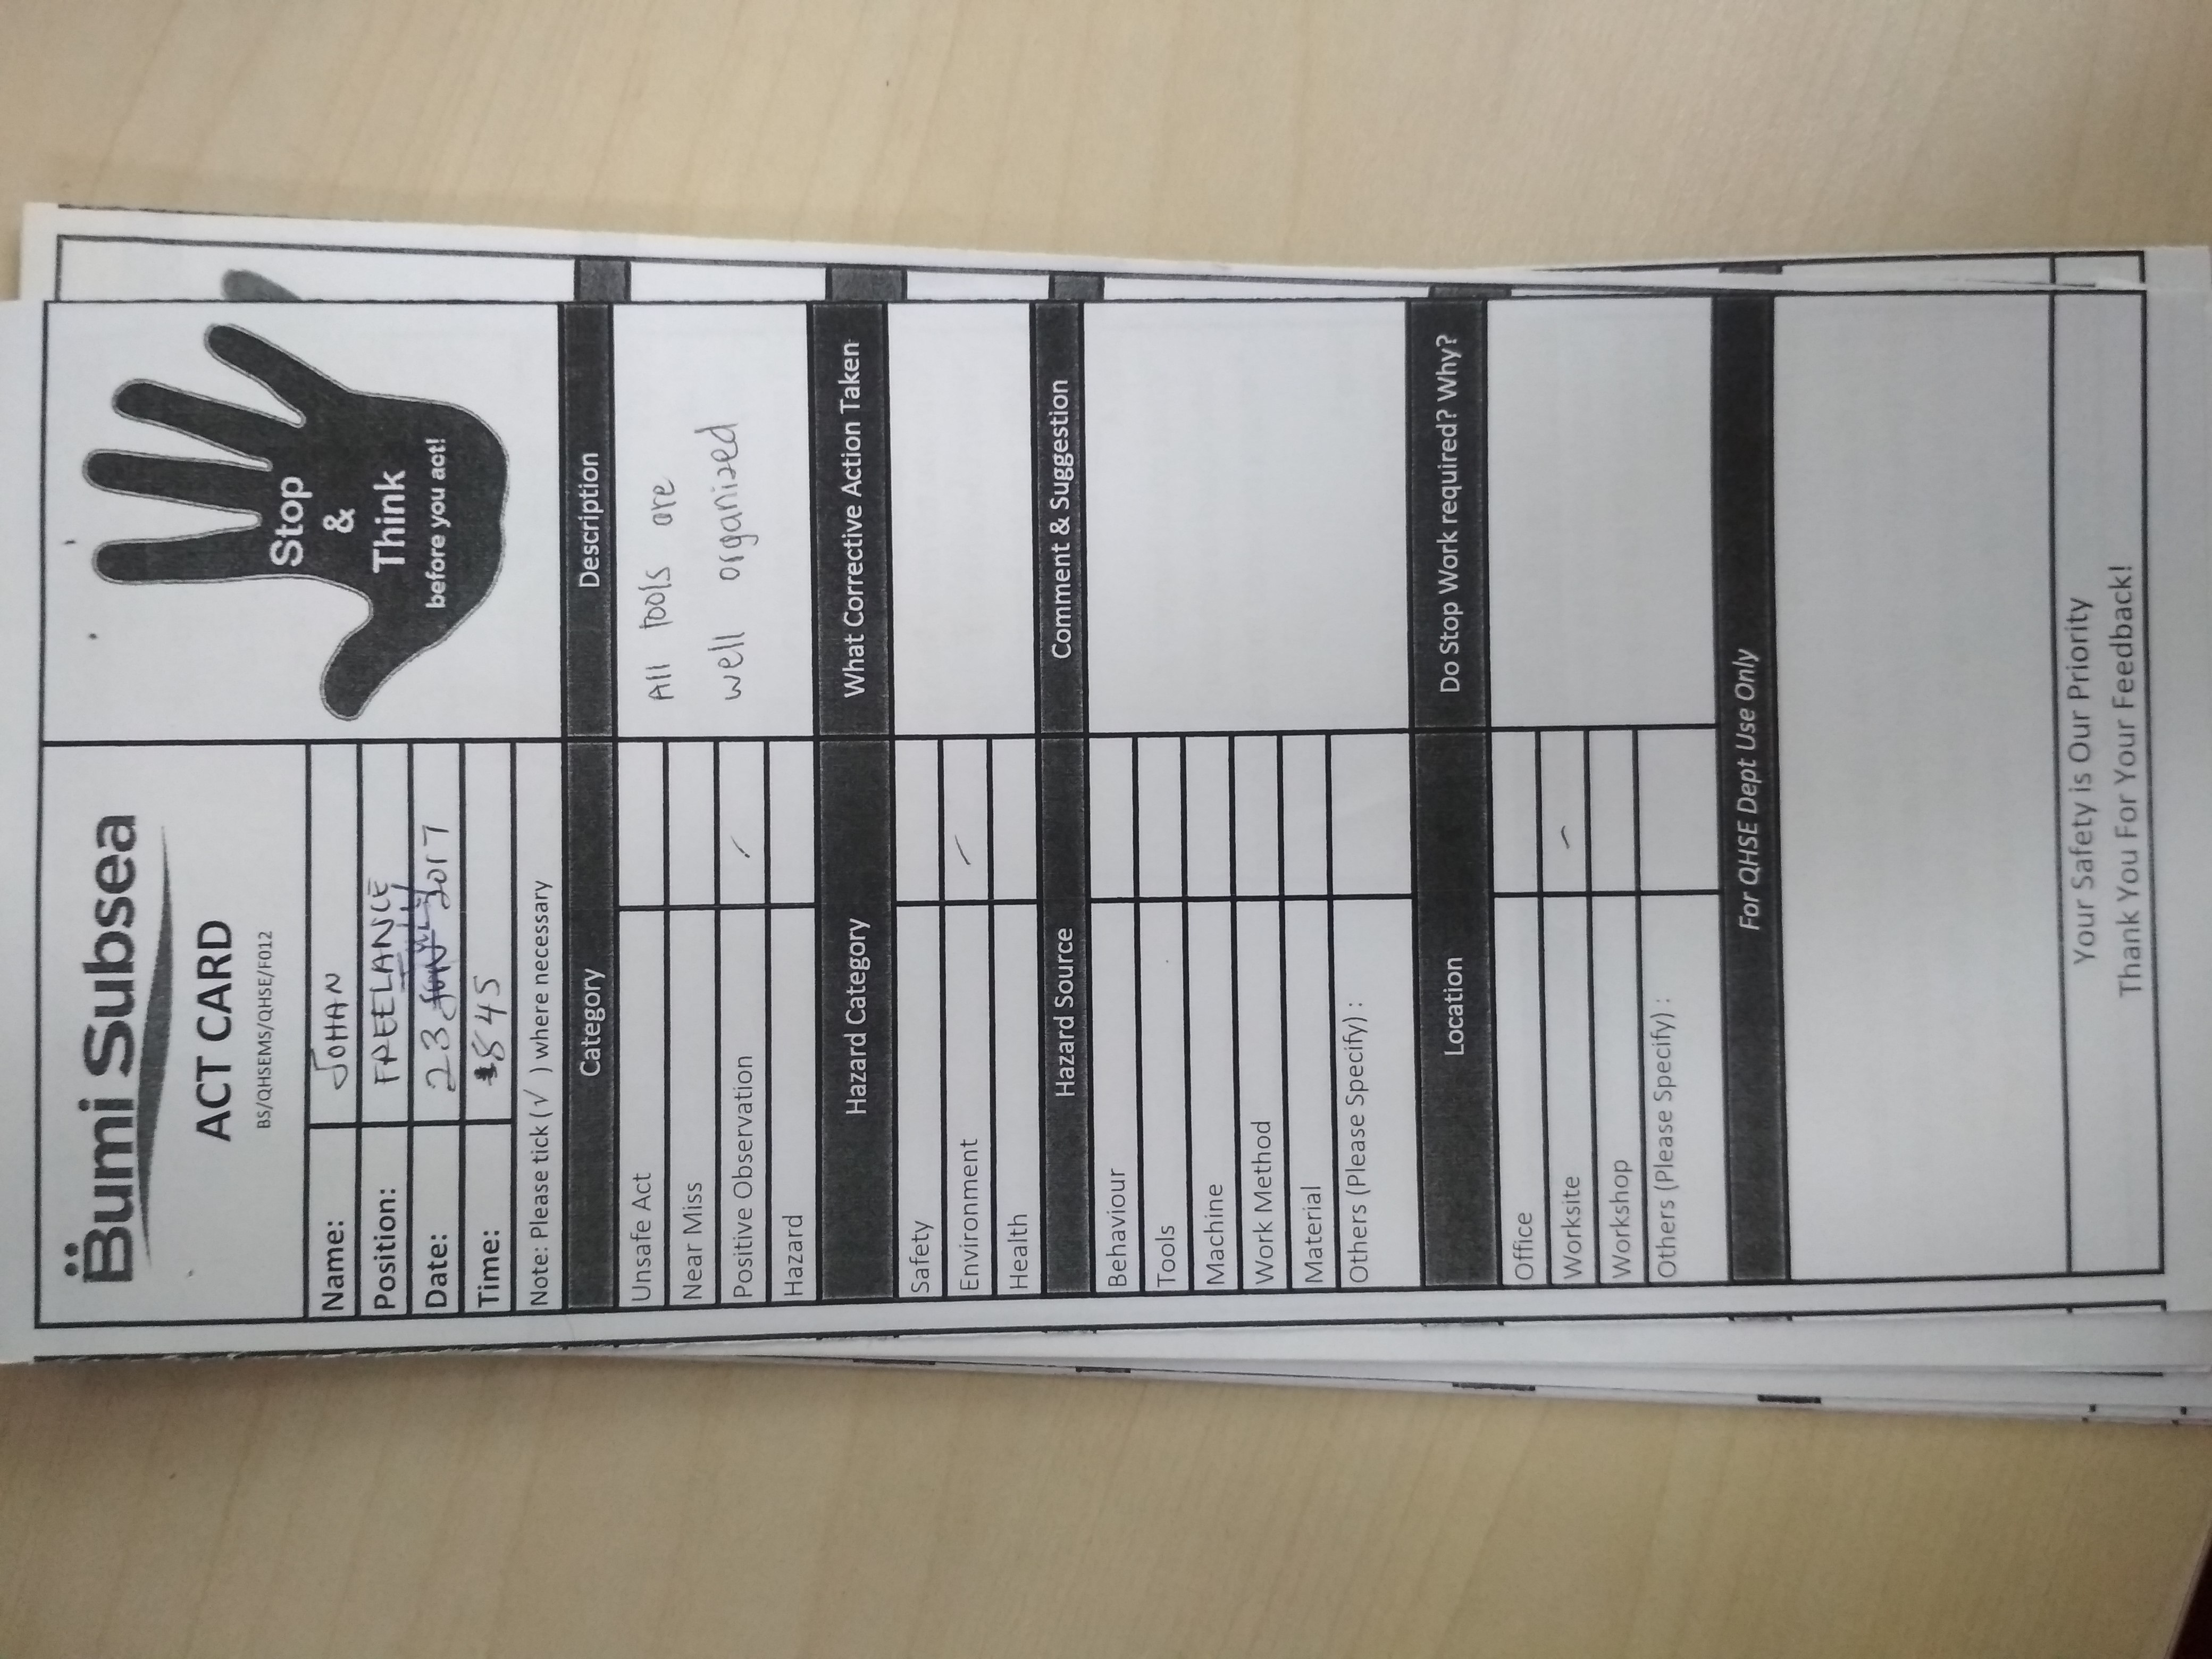 Bumi Subsea
ACT CARD
BS/QHSEMS/QHSE/F012
Stop
&
Think
before you act!
Name: JOHAN
Position: FREELANCE
Date: 23 JULY 2017
Time: 845
Note: Please tick (√ ) where necessary
Category Description
Unsafe Act
Near Miss
Positive Observation /
Hazard
All tools are
well organized
Hazard Category What Corrective Action Taken
Safety
Environment /
Health
Hazard Source Comment & Suggestion
Behaviour
Tools
Machine
Work Method
Material
Others (Please Specify) :
Location Do Stop Work required? Why?
Office
Worksite /
Workshop
Others (Please Specify) :
For QHSE Dept Use Only
Your Safety is Our Priority
Thank You For Your Feedback!